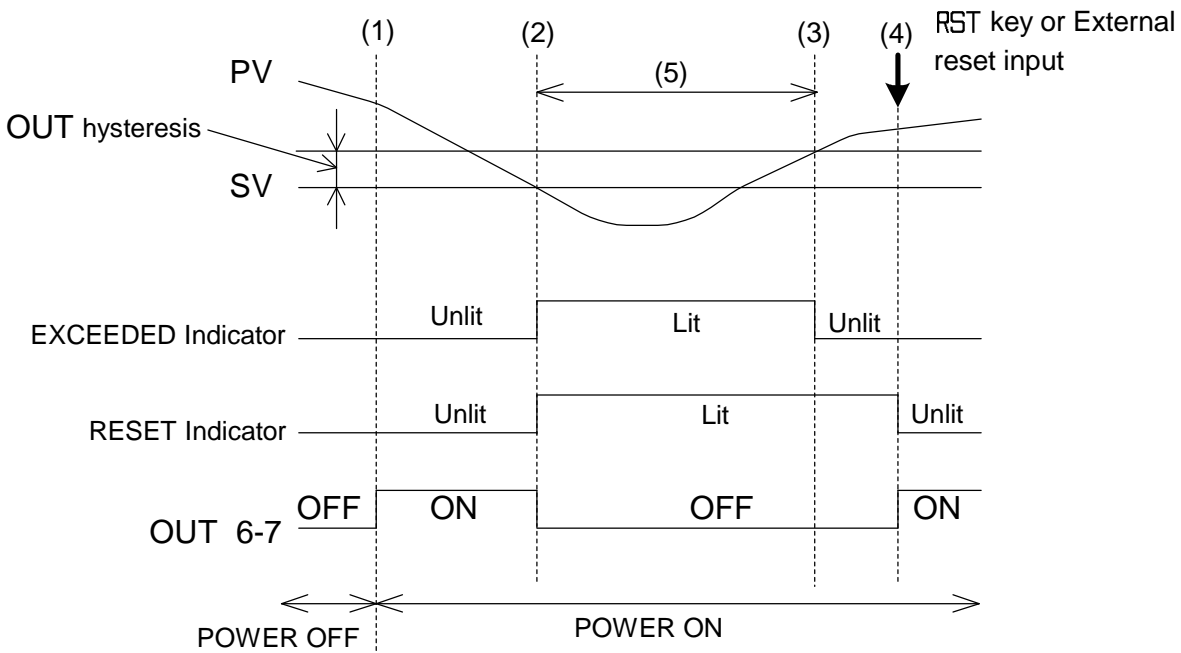 (1)
(2)
(3)
(4)
RST key or External
reset input
(5)
PV
OUT hysteresis
SV
EXCEEDED Indicator
Unlit
Lit
Unlit
RESET Indicator
Unlit
Lit
Unlit
OUT 6-7
OFF
ON
OFF
ON
POWER OFF
POWER ON